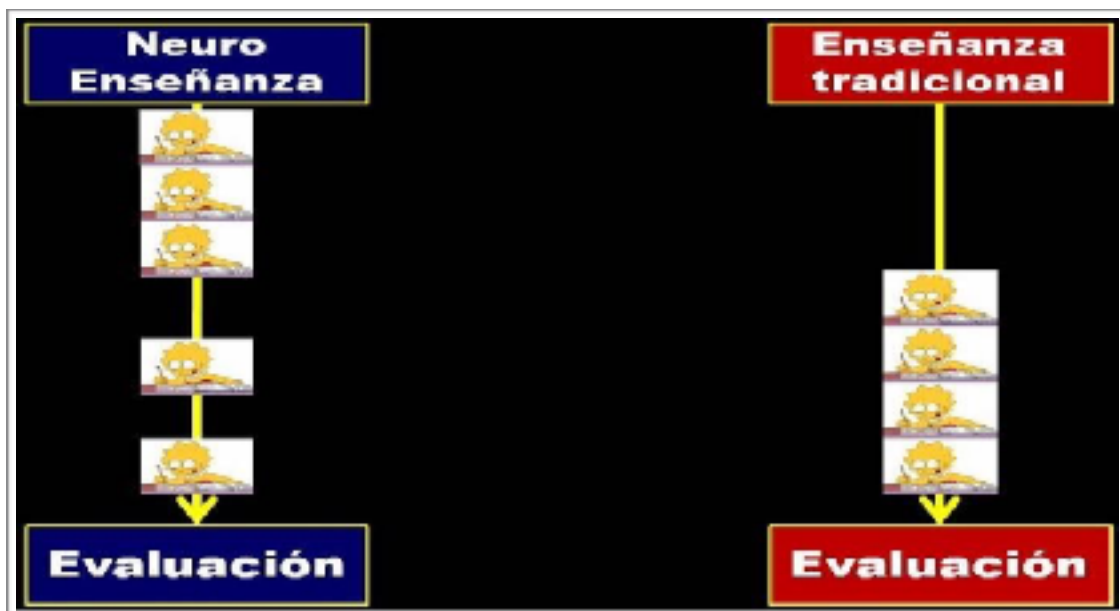 Neuro
Enseñanza
Enseñanza
tradicional
Evaluación
Evaluación